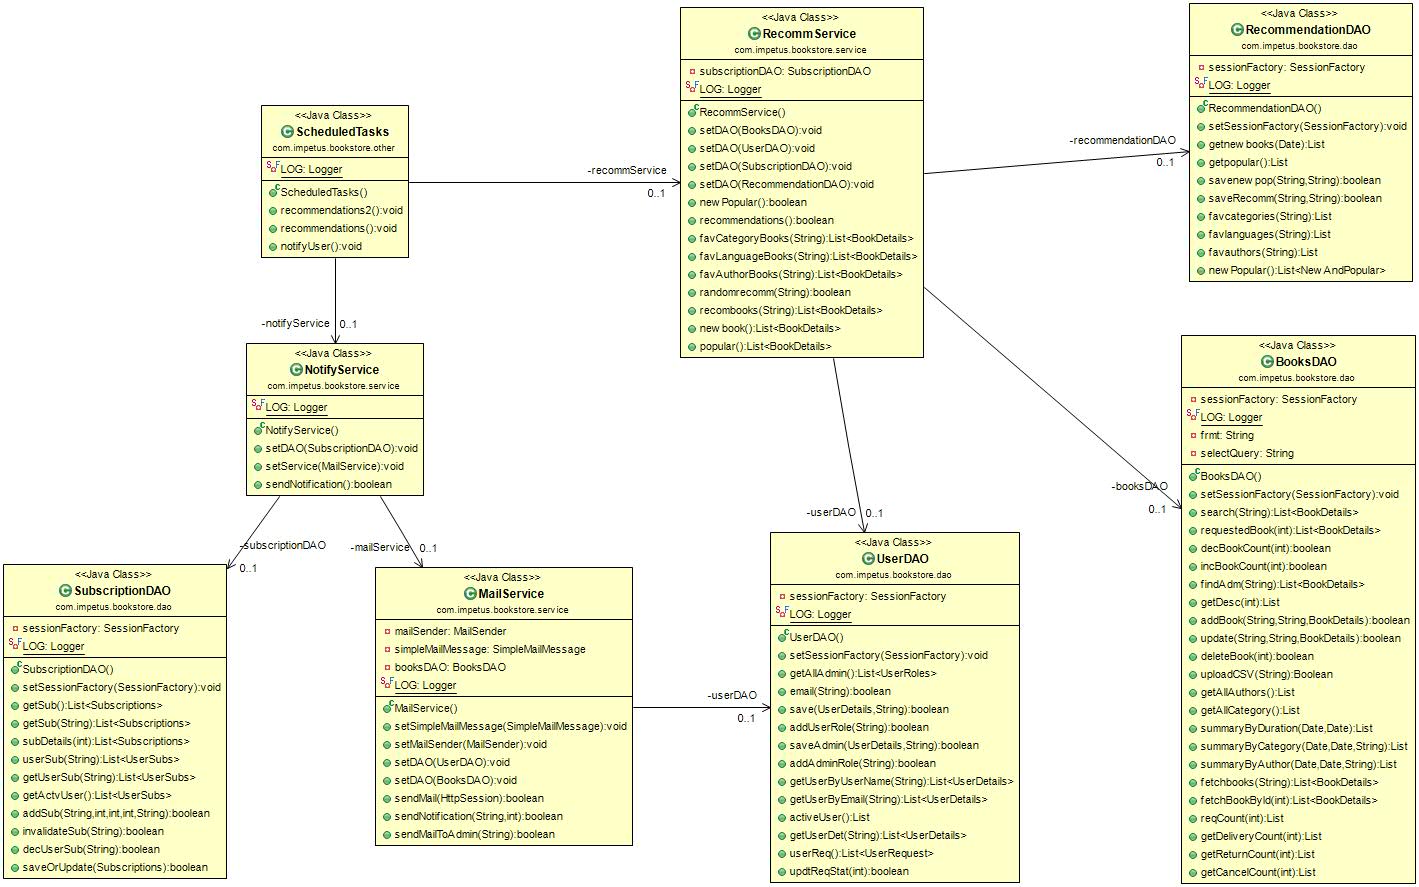 <<Java Class>>
ScheduledTasks
com.impetus.bookstore.other
LOG: Logger
ScheduledTasks()
recommendations2():void
recommendations():void
notifyUser():void
-recommService
0..1
<<Java Class>>
RecommService
com.impetus.bookstore.service
subscriptionDAO: SubscriptionDAO
LOG: Logger
RecommService()
setDAO(BooksDAO):void
setDAO(UserDAO):void
setDAO(SubscriptionDAO):void
setDAO(RecommendationDAO):void
new Popular():boolean
recommendations():boolean
favCategoryBooks(String):List<BookDetails>
favLanguageBooks(String):List<BookDetails>
favAuthorBooks(String):List<BookDetails>
randomrecomm(String):boolean
recombooks(String):List<BookDetails>
new book():List<BookDetails>
popular():List<BookDetails>
-recommendationDAO
0..1
<<Java Class>>
RecommendationDAO
com.impetus.bookstore.dao
sessionFactory: SessionFactory
LOG: Logger
RecommendationDAO()
setSessionFactory(SessionFactory):void
getnew books(Date):List
getpopular():List
savenew pop(String,String):boolean
saveRecomm(String,String):boolean
favcategories(String):List
favlanguages(String):List
favauthors(String):List
new Popular():List<New AndPopular>
-notifyService
0..1
<<Java Class>>
NotifyService
com.impetus.bookstore.service
LOG: Logger
NotifyService()
setDAO(SubscriptionDAO):void
setService(MailService):void
sendNotification():boolean
-subscriptionDAO
0..1
-mailService
0..1
<<Java Class>>
SubscriptionDAO
com.impetus.bookstore.dao
sessionFactory: SessionFactory
LOG: Logger
SubscriptionDAO()
setSessionFactory(SessionFactory):void
getSub():List<Subscriptions>
getSub(String):List<Subscriptions>
subDetails(int):List<Subscriptions>
userSub(String):List<UserSubs>
getUserSub(String):List<UserSubs>
getActvUser():List<UserSubs>
addSub(String,int,int,int,String):boolean
invalidateSub(String):boolean
decUserSub(String):boolean
saveOrUpdate(Subscriptions):boolean
<<Java Class>>
MailService
com.impetus.bookstore.service
mailSender: MailSender
simpleMailMessage: SimpleMailMessage
booksDAO: BooksDAO
LOG: Logger
MailService()
setSimpleMailMessage(SimpleMailMessage):void
setMailSender(MailSender):void
setDAO(UserDAO):void
setDAO(BooksDAO):void
sendMail(HttpSession):boolean
sendNotification(String,int):boolean
sendMailToAdmin(String):boolean
-userDAO
0..1
-userDAO
0..1
<<Java Class>>
UserDAO
com.impetus.bookstore.dao
sessionFactory: SessionFactory
LOG: Logger
UserDAO()
setSessionFactory(SessionFactory):void
getAllAdmin():List<UserRoles>
email(String):boolean
save(UserDetails,String):boolean
addUserRole(String):boolean
saveAdmin(UserDetails,String):boolean
addAdminRole(String):boolean
getUserByUserName(String):List<UserDetails>
getUserByEmail(String):List<UserDetails>
activeUser():List
getUserDet(String):List<UserDetails>
userReq():List<UserRequest>
updtReqStat(int):boolean
-booksDAO
0..1
<<Java Class>>
BooksDAO
com.impetus.bookstore.dao
sessionFactory: SessionFactory
LOG: Logger
frmt: String
selectQuery: String
BooksDAO()
setSessionFactory(SessionFactory):void
search(String):List<BookDetails>
requestedBook(int):List<BookDetails>
decBookCount(int):boolean
incBookCount(int):boolean
findAdm(String):List<BookDetails>
getDesc(int):List
addBook(String,String,BookDetails):boolean
update(String,String,BookDetails):boolean
deleteBook(int):boolean
uploadCSV(String):Boolean
getAllAuthors():List
getAllCategory():List
summaryByDuration(Date,Date):List
summaryByCategory(Date,Date,String):List
summaryByAuthor(Date,Date,String):List
fetchbooks(String):List<BookDetails>
fetchBookById(int):List<BookDetails>
reqCount(int):List
getDeliveryCount(int):List
getReturnCount(int):List
getCancelCount(int):List